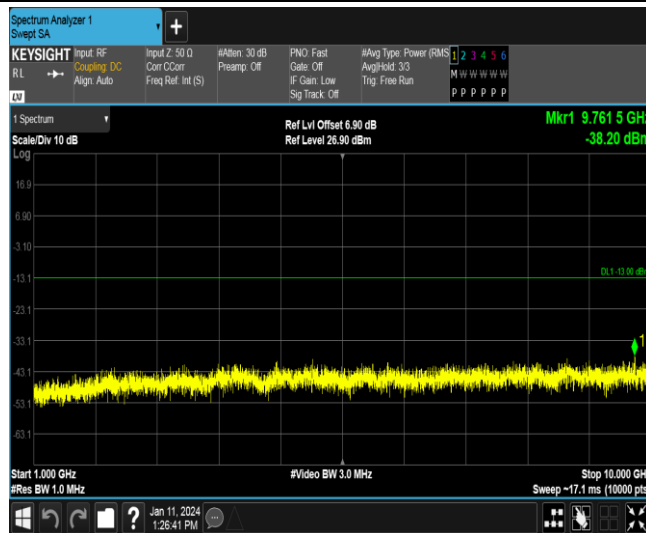 Spectrum Analyzer 1
Swept SA
+
KEYSIGHT
RL
LXI
Input: RF
Coupling: DC
Align: Auto
Input Z: 50 Ω
Corr CCorr
Freq Ref: Int (S)
#Atten: 30 dB
Preamp: Off
PNO: Fast
Gate: Off
IF Gain: Low
Sig Track: Off
#Avg Type: Power (RMS
Avg|Hold: 3/3
Trig: Free Run
1 2 3 4 5 6
M W W W W W
P P P P P P
1 Spectrum
Scale/Div 10 dB
Log
Ref Lvl Offset 6.90 dB
Ref Level 26.90 dBm
Mkr1 9.761 5 GHz
-38.20 dBm
16.9
6.90
-3.10
-13.1
DL1 -13.00 dBm
-23.1
-33.1
1
-43.1
-53.1
-63.1
Start 1.000 GHz
#Res BW 1.0 MHz
#Video BW 3.0 MHz
Stop 10.000 GH
Sweep ~17.1 ms (10000 pts
?
Jan 11, 2024
1:26:41 PM